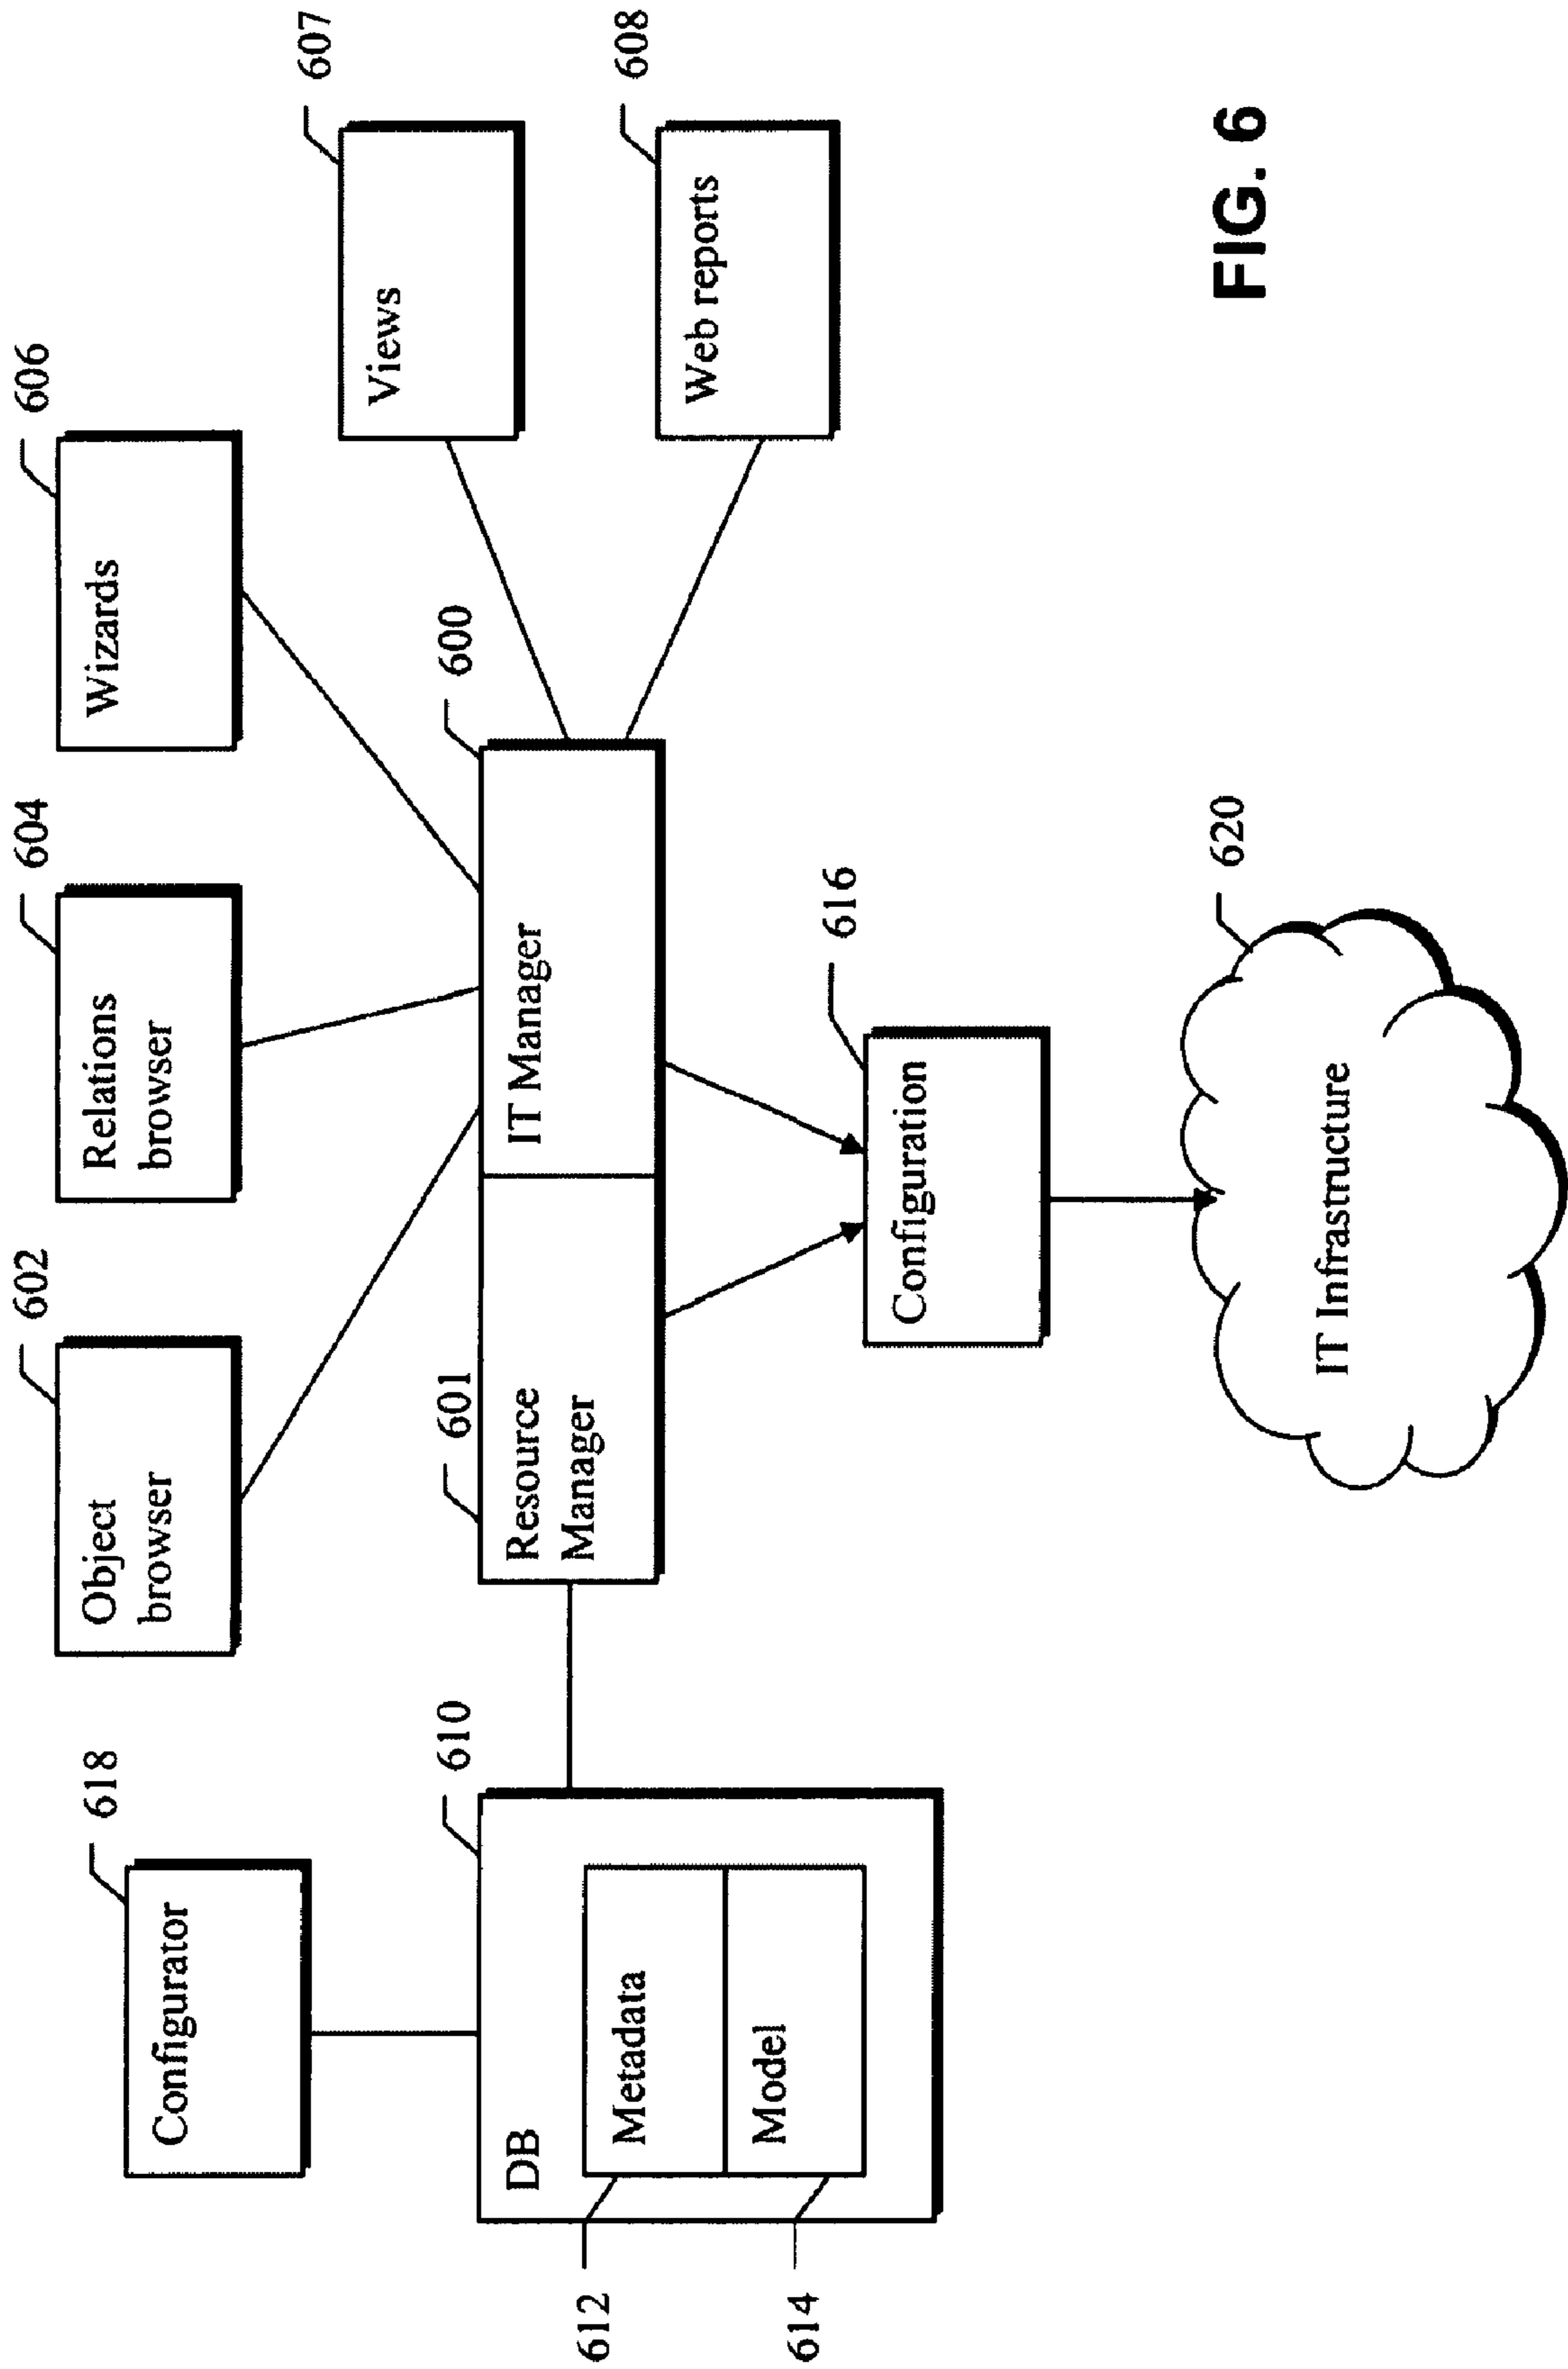 618
Configurator
610
DB
Metadata
Model
612
614
602
Object
browser
604
Relations
browser
606
Wizards
607
Views
608
Web reports
601
Resource
Manager
600
IT Manager
616
Configuration
620
IT Infrastructure
FIG. 6